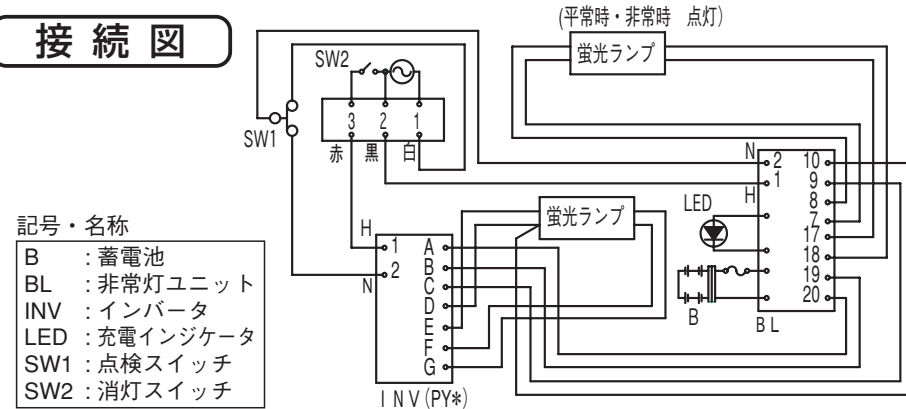 接続図
(平常時・非常時 点灯)
蛍光ランプ
SW2
SW1
3 2 1
赤 黒 白
N
H
2
1
10
9
8
7
17
18
19
20
LED
B
BL
蛍光ランプ
H
N
1
2
A
B
C
D
E
F
G
INV(PY*)
記号・名称
B :蓄電池
BL :非常灯ユニット
INV :インバータ
LED :充電インジケータ
SW1 :点検スイッチ
SW2 :消灯スイッチ